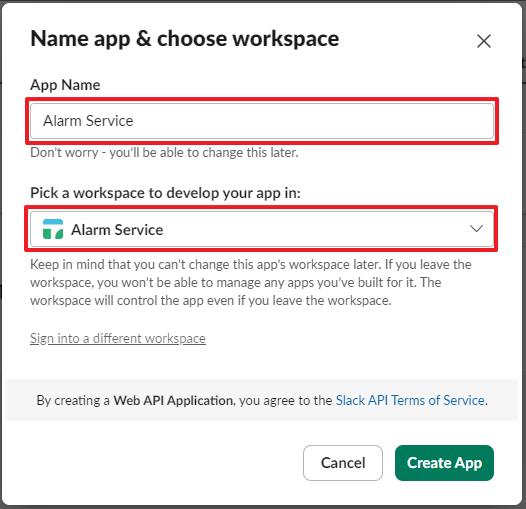 Name app & choose workspace
App Name
Alarm Service
Don't worry - you'll be able to change this later.
Pick a workspace to develop your app in:
Alarm Service
Keep in mind that you can't change this app's workspace later. If you leave the
workspace, you won't be able to manage any apps you've built for it. The
workspace will control the app even if you leave the workspace.
Sign into a different workspace
By creating a Web API Application, you agree to the Slack API Terms of Service.
Cancel
Create App